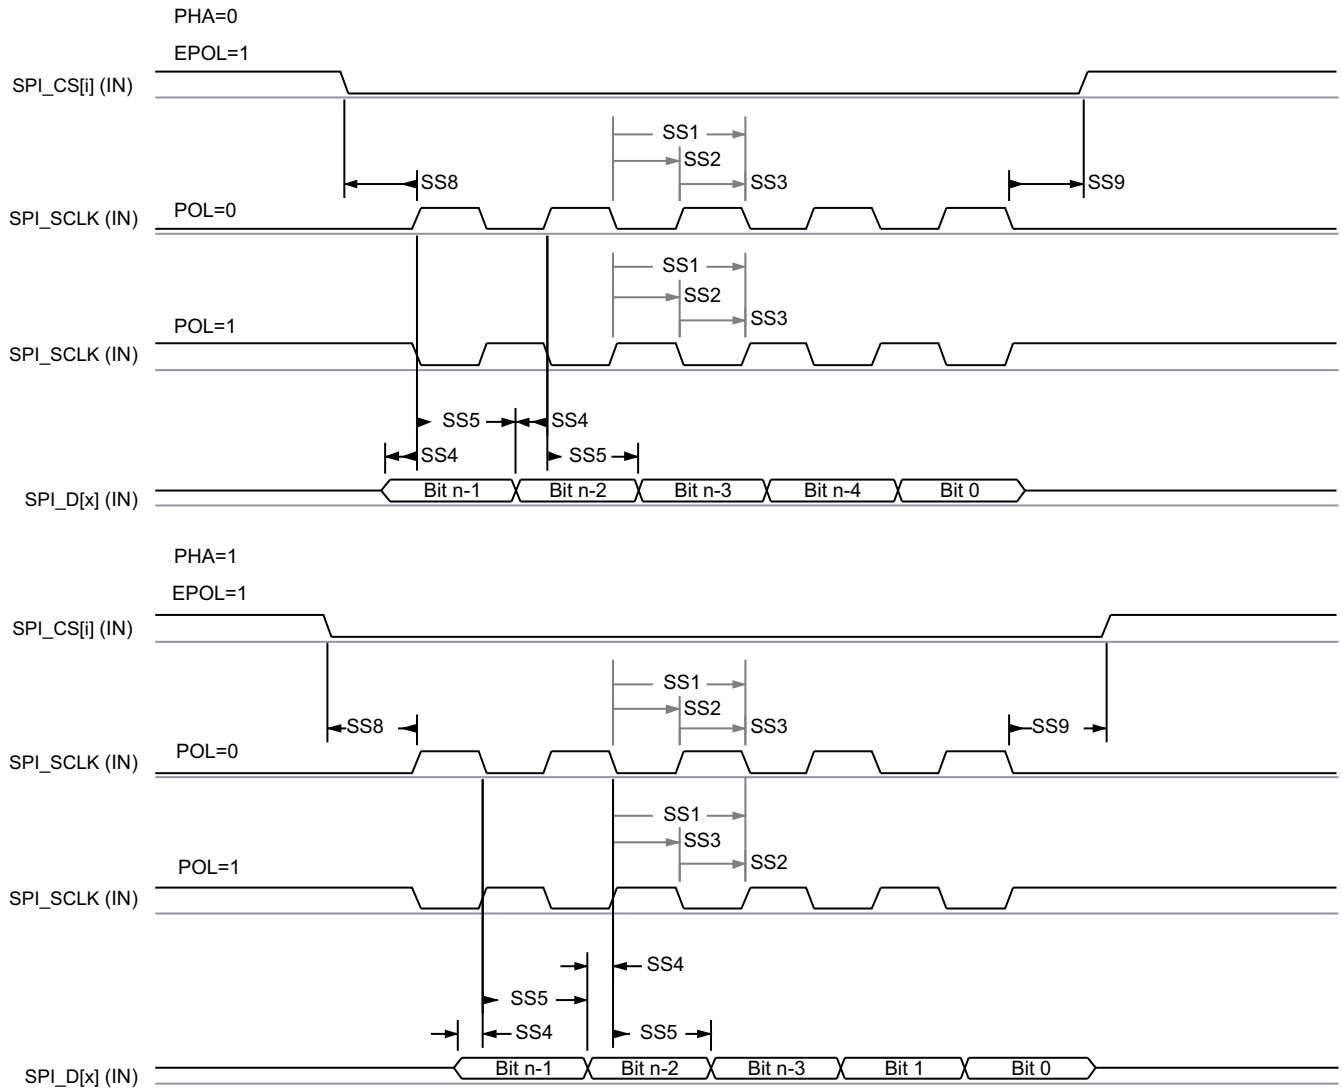 PHA=0
EPOL=1
SPI_CS[i] (IN)
SS1
SS2
SS8
SS3
SS9
POL=0
SPI_SCLK (IN)
SS1
SS2
SS3
POL=1
SPI_SCLK (IN)
SS5
SS4
SS4
SS5
Bit n-1
Bit n-2
Bit n-3
Bit n-4
Bit 0
SPI_D[x] (IN)
PHA=1
EPOL=1
SPI_CS[i] (IN)
SS1
SS2
SS8
SS3
SS9
POL=0
SPI_SCLK (IN)
SS1
SS3
SS2
POL=1
SPI_SCLK (IN)
SS4
SS5
SS4
SS5
Bit n-1
Bit n-2
Bit n-3
Bit 1
Bit 0
SPI_D[x] (IN)